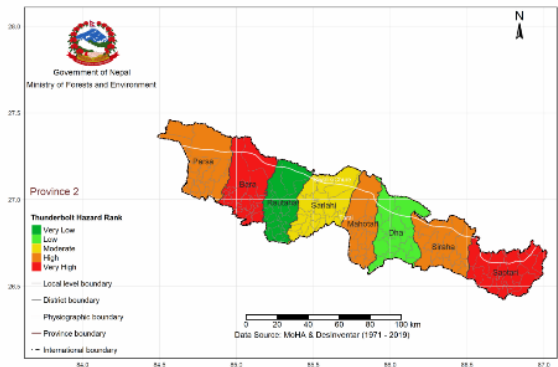 N
28.0
Government of Nepal
Ministry of Forests and Environment
27.5
Parsa
Bara
Rautahat
Sarlahi
Province 2
27.0
Mahottari
Dha
Siraha
Saptari
Thunderbolt Hazard Rank
Very Low
Low
Moderate
High
Very High
Local level boundary
District boundary
Physiographic boundary
Province boundary
International boundary
26.5
0 20 40 60 80 100 km
Data Source: MoHA & Desinventar (1971 - 2019)
84.0
85.0
85.5
86.0
86.5
87.0